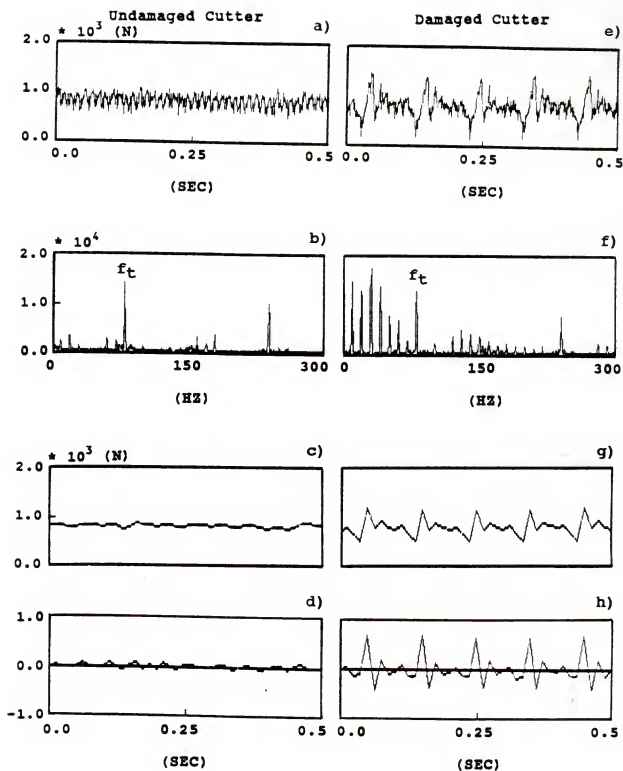 Undamaged Cutter
Damaged Cutter
* 10³ (N)
a)
e)
2.0
1.0
0.0
0.0 0.25 0.5
0.0 0.25 0.5
(SEC)
(SEC)
* 10⁴
b)
f)
2.0
1.0
0.0
fₜ
fₜ
0 150 300
0 150 300
(HZ)
(HZ)
* 10³ (N)
c)
g)
2.0
1.0
0.0
d)
h)
1.0
0.0
-1.0
0.0 0.25 0.5
0.0 0.25 0.5
(SEC)
(SEC)